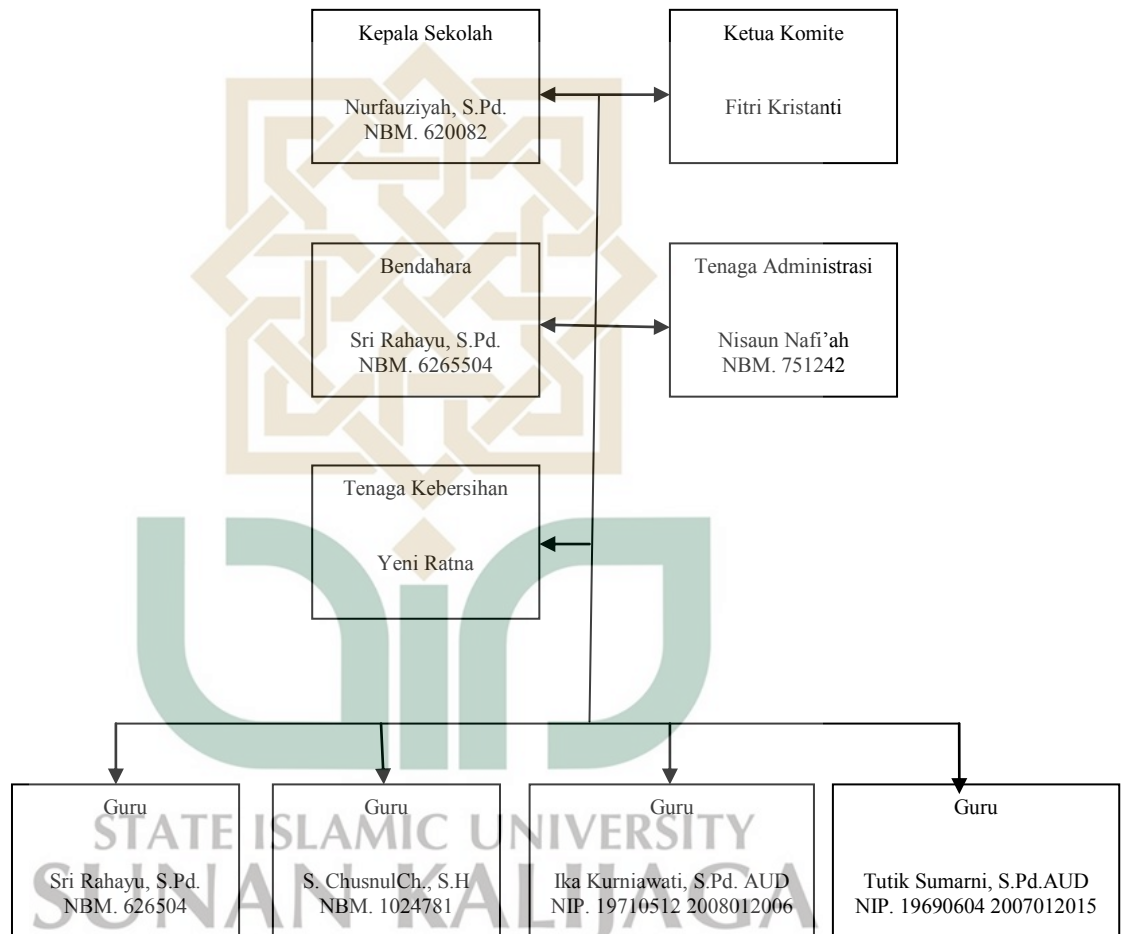 Kepala Sekolah
Nurfauziyah, S.Pd.
NBM. 620082
Ketua Komite
Fitri Kristanti
Bendahara
Sri Rahayu, S.Pd.
NBM. 6265504
Tenaga Administrasi
Nisaun Nafi’ah
NBM. 751242
Tenaga Kebersihan
Yeni Ratna
Guru
Sri Rahayu, S.Pd.
NBM. 626504
Guru
S. ChusnulCh., S.H
NBM. 1024781
Guru
Ika Kurniawati, S.Pd. AUD
NIP. 19710512 2008012006
Guru
Tutik Sumarni, S.Pd.AUD
NIP. 19690604 2007012015
STATE ISLAMIC UNIVERSITY
SUNAN KALIJAGA